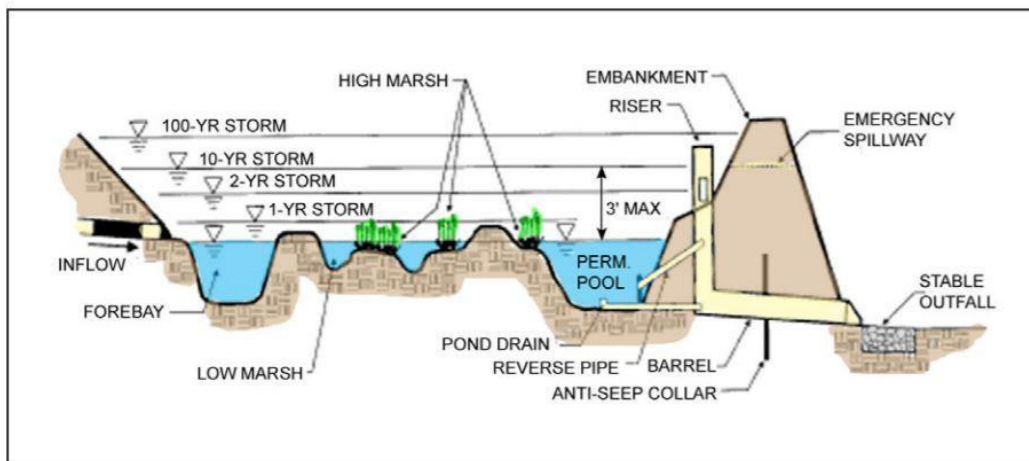 HIGH MARSH
EMBANKMENT
RISER
100-YR STORM
EMERGENCY
SPILLWAY
10-YR STORM
2-YR STORM
3' MAX
1-YR STORM
INFLOW
PERM.
POOL
STABLE
OUTFALL
FOREBAY
POND DRAIN
LOW MARSH
REVERSE PIPE
BARREL
ANTI-SEEP COLLAR